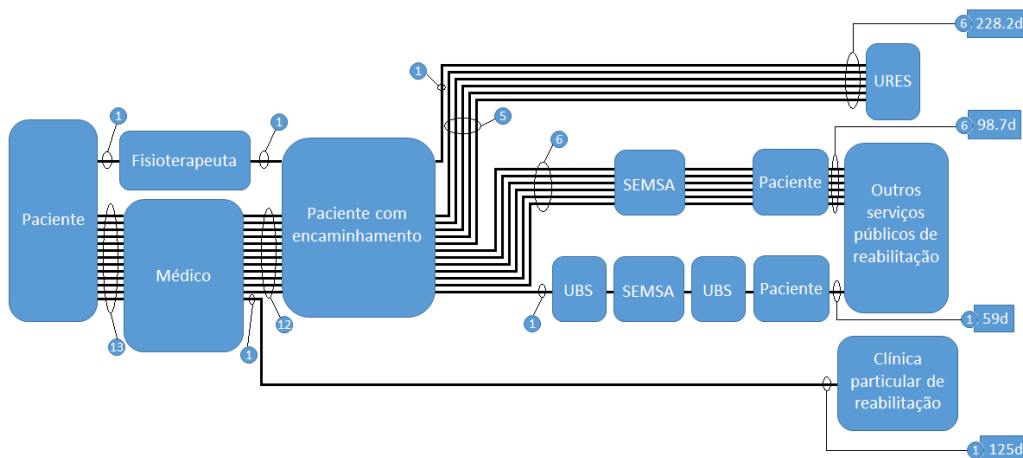 6 228.2d
1
URES
5
1
1
6 98.7d
Fisioterapeuta
6
Paciente
Paciente com
encaminhamento
SEMSA
Paciente
Outros
serviços
públicos de
reabilitação
Médico
UBS
SEMSA
UBS
Paciente
13
1
12
1
1 59d
Clínica
particular de
reabilitação
1 125d